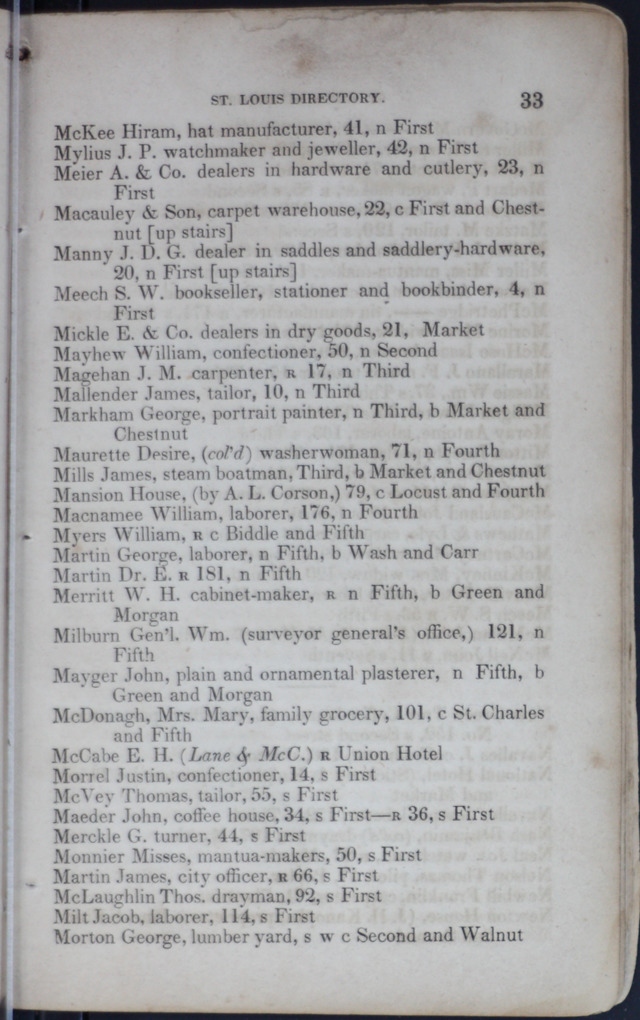 ST. LOUIS DIRECTORY. 33
McKee Hiram, hat manufacturer, 41, n First
Mylius J. P. watchmaker and jeweller, 42, n First
Meier A. & Co. dealers in hardware and cutlery, 23, n
First
Macauley & Son, carpet warehouse, 22, c First and Chest-
nut [up stairs]
Manny J. D. G. dealer in saddles and saddlery-hardware,
20, n First [up stairs]
Meech S. W. bookseller, stationer and bookbinder, 4, n
First
Mickle E. & Co. dealers in dry goods, 21, Market
Mayhew William, confectioner, 50, n Second
Magehan J. M. carpenter, R 17, n Third
Mallender James, tailor, 10, n Third
Markham George, portrait painter, n Third, b Market and
Chestnut
Maurette Desire, (col'd) washerwoman, 71, n Fourth
Mills James, steam boatman, Third, b Market and Chestnut
Mansion House, (by A. L. Corson,) 79, c Locust and Fourth
Macnamee William, laborer, 176, n Fourth
Myers William, R c Biddle and Fifth
Martin George, laborer, n Fifth, b Wash and Carr
Martin Dr. E. R 181, n Fifth
Merritt W. H. cabinet-maker, R n Fifth, b Green and
Morgan
Milburn Gen'l. Wm. (surveyor general's office,) 121, n
Fifth
Mayger John, plain and ornamental plasterer, n Fifth, b
Green and Morgan
McDonagh, Mrs. Mary, family grocery, 101, c St. Charles
and Fifth
McCabe E. H. (Lane & McC.) R Union Hotel
Morrel Justin, confectioner, 14, s First
McVey Thomas, tailor, 55, s First
Maeder John, coffee house, 34, s First—R 36, s First
Merckle G. turner, 44, s First
Monnier Misses, mantua-makers, 50, s First
Martin James, city officer, R 66, s First
McLaughlin Thos. drayman, 92, s First
Milt Jacob, laborer, 114, s First
Morton George, lumber yard, s w c Second and Walnut